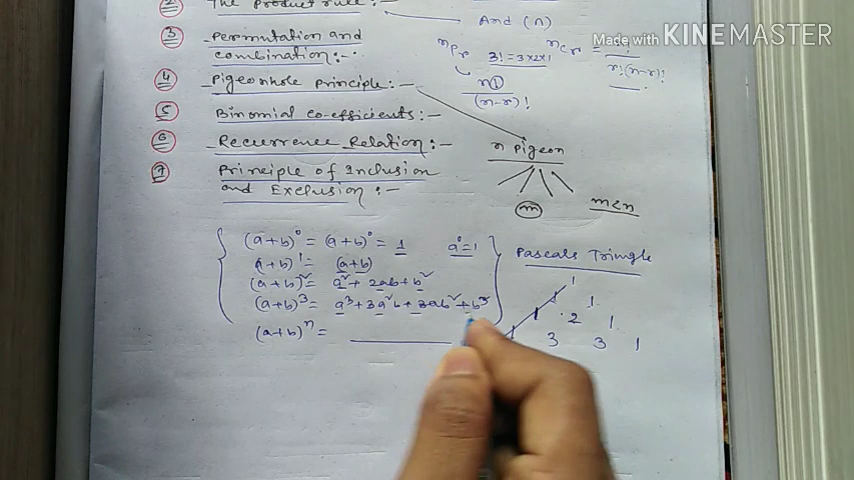 ② The Product rule :-
And (∩)
③ Permutation and
combination :-
nPr 3! = 3×2×1
n!
(n-r)!
nCr =
r!(n-r)!
④ Pigeonhole principle :-
⑤ Binomial co-efficients :-
⑥ Recurrence Relation :-
n Pigeon
m
m<n
⑦ Principle of Inclusion
and Exclusion :-
(a+b)⁰ = (a+b)⁰ = 1 a⁰=1
(a+b)¹ = (a+b)
(a+b)² = a²+2ab+b²
(a+b)³ = a³+3a²b+3ab²+b³
(a+b)ⁿ =
Pascals Triangle
1
1 1
1 2 1
1 3 3 1
Made with KINEMASTER